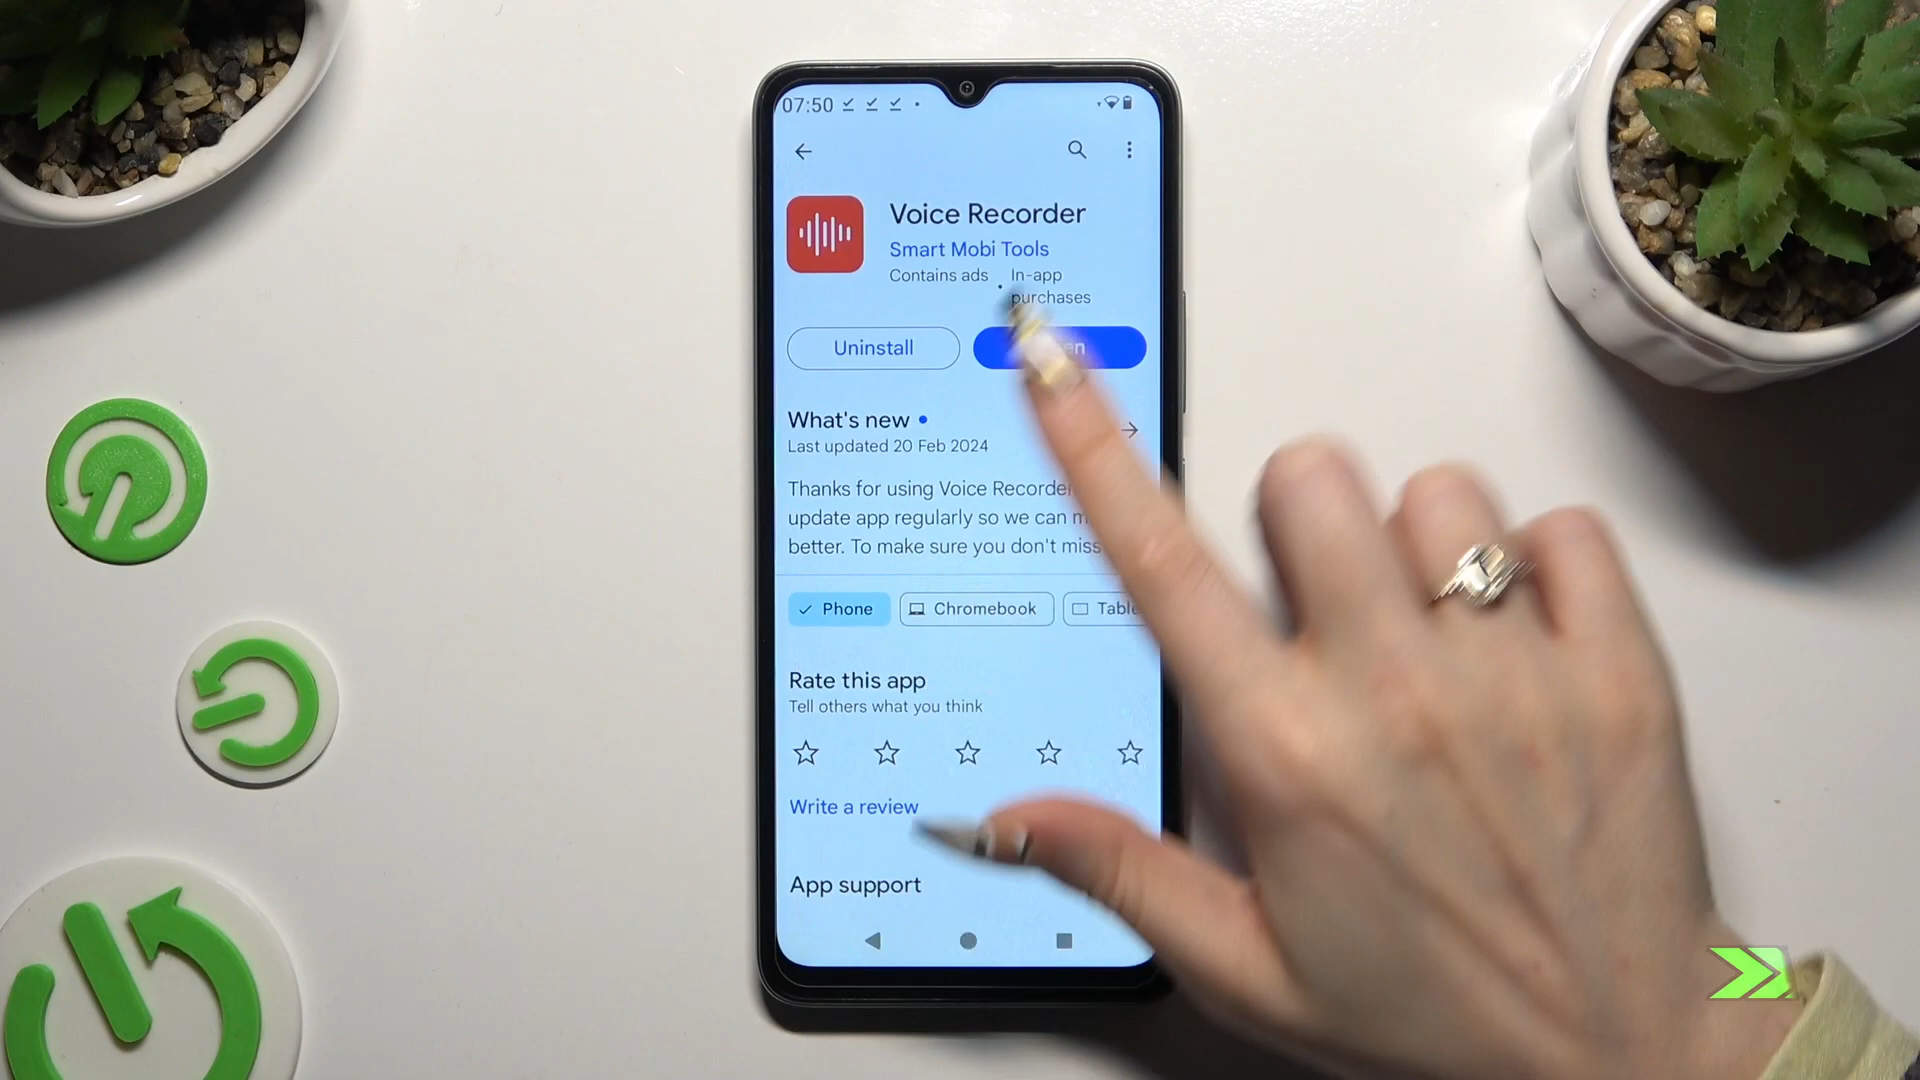 07:50
Voice Recorder
Smart Mobi Tools
Contains ads · In-app
purchases
Uninstall
What's new
Last updated 20 Feb 2024
Thanks for using Voice Recorder
update app regularly so we can
better. To make sure you don't miss
Phone
Chromebook
Rate this app
Tell others what you think
Write a review
App support